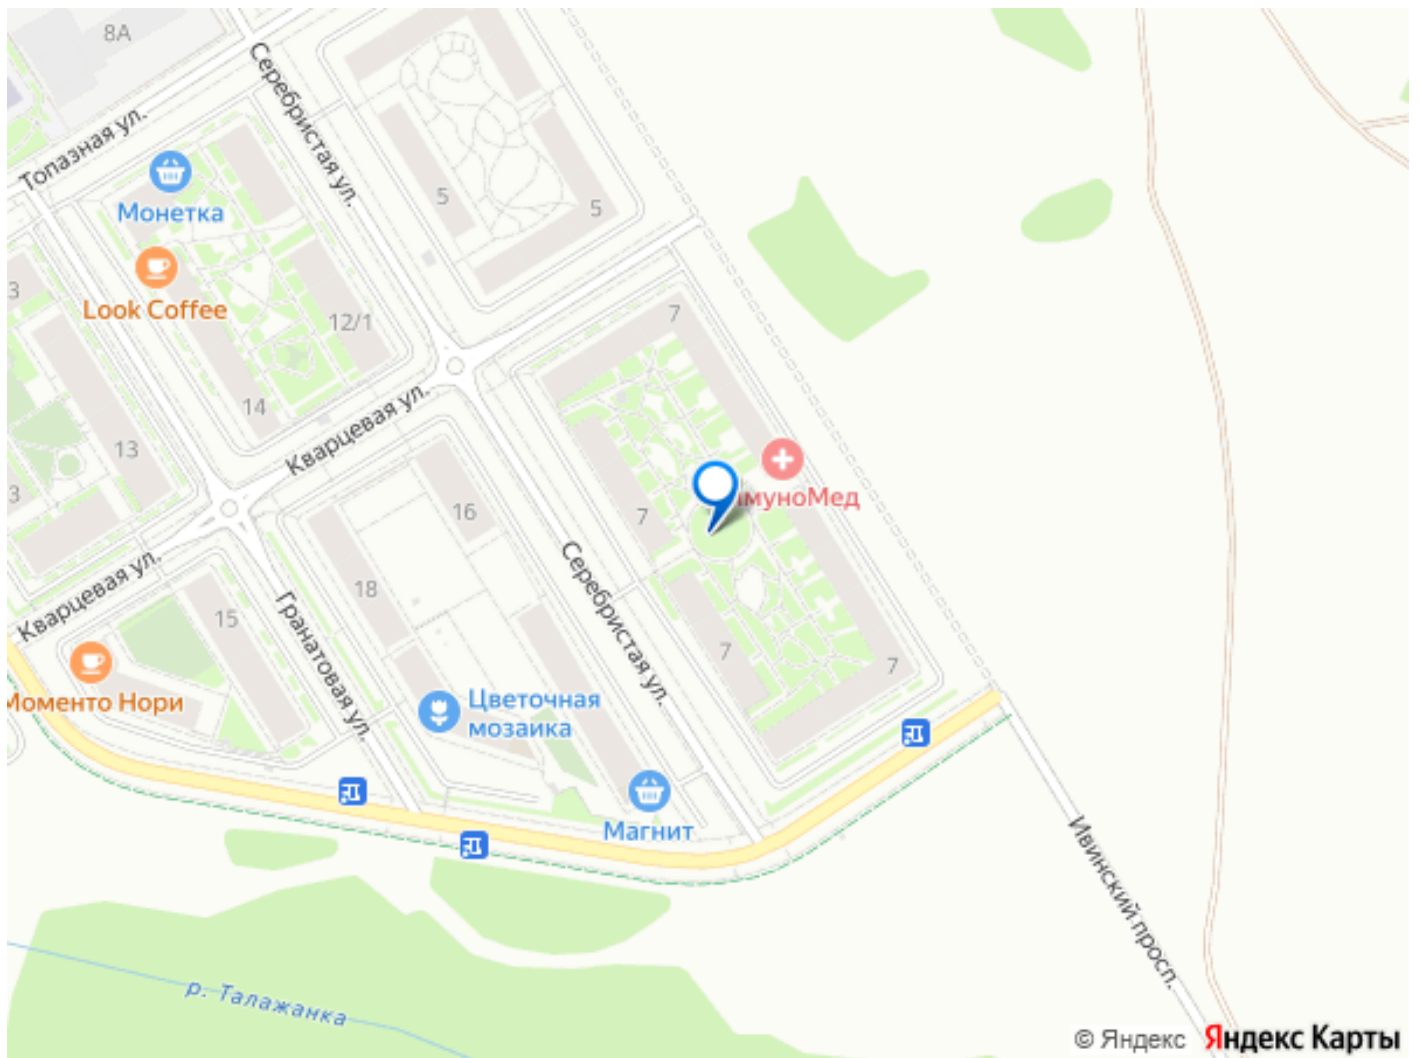 8А
Серебристая ул.
Топазная ул.
Монетка
5
5
Look Coffee
3
12/1
7
14
Кварцевая ул.
13
3
16
7
муноМед
Кварцевая ул.
18
15
Гранатовая ул.
Серебристая ул.
7
7
Моменто Нори
Цветочная
мозаика
Магнит
Ивинский просп.
р. Талажанка
© Яндекс Яндекс Карты